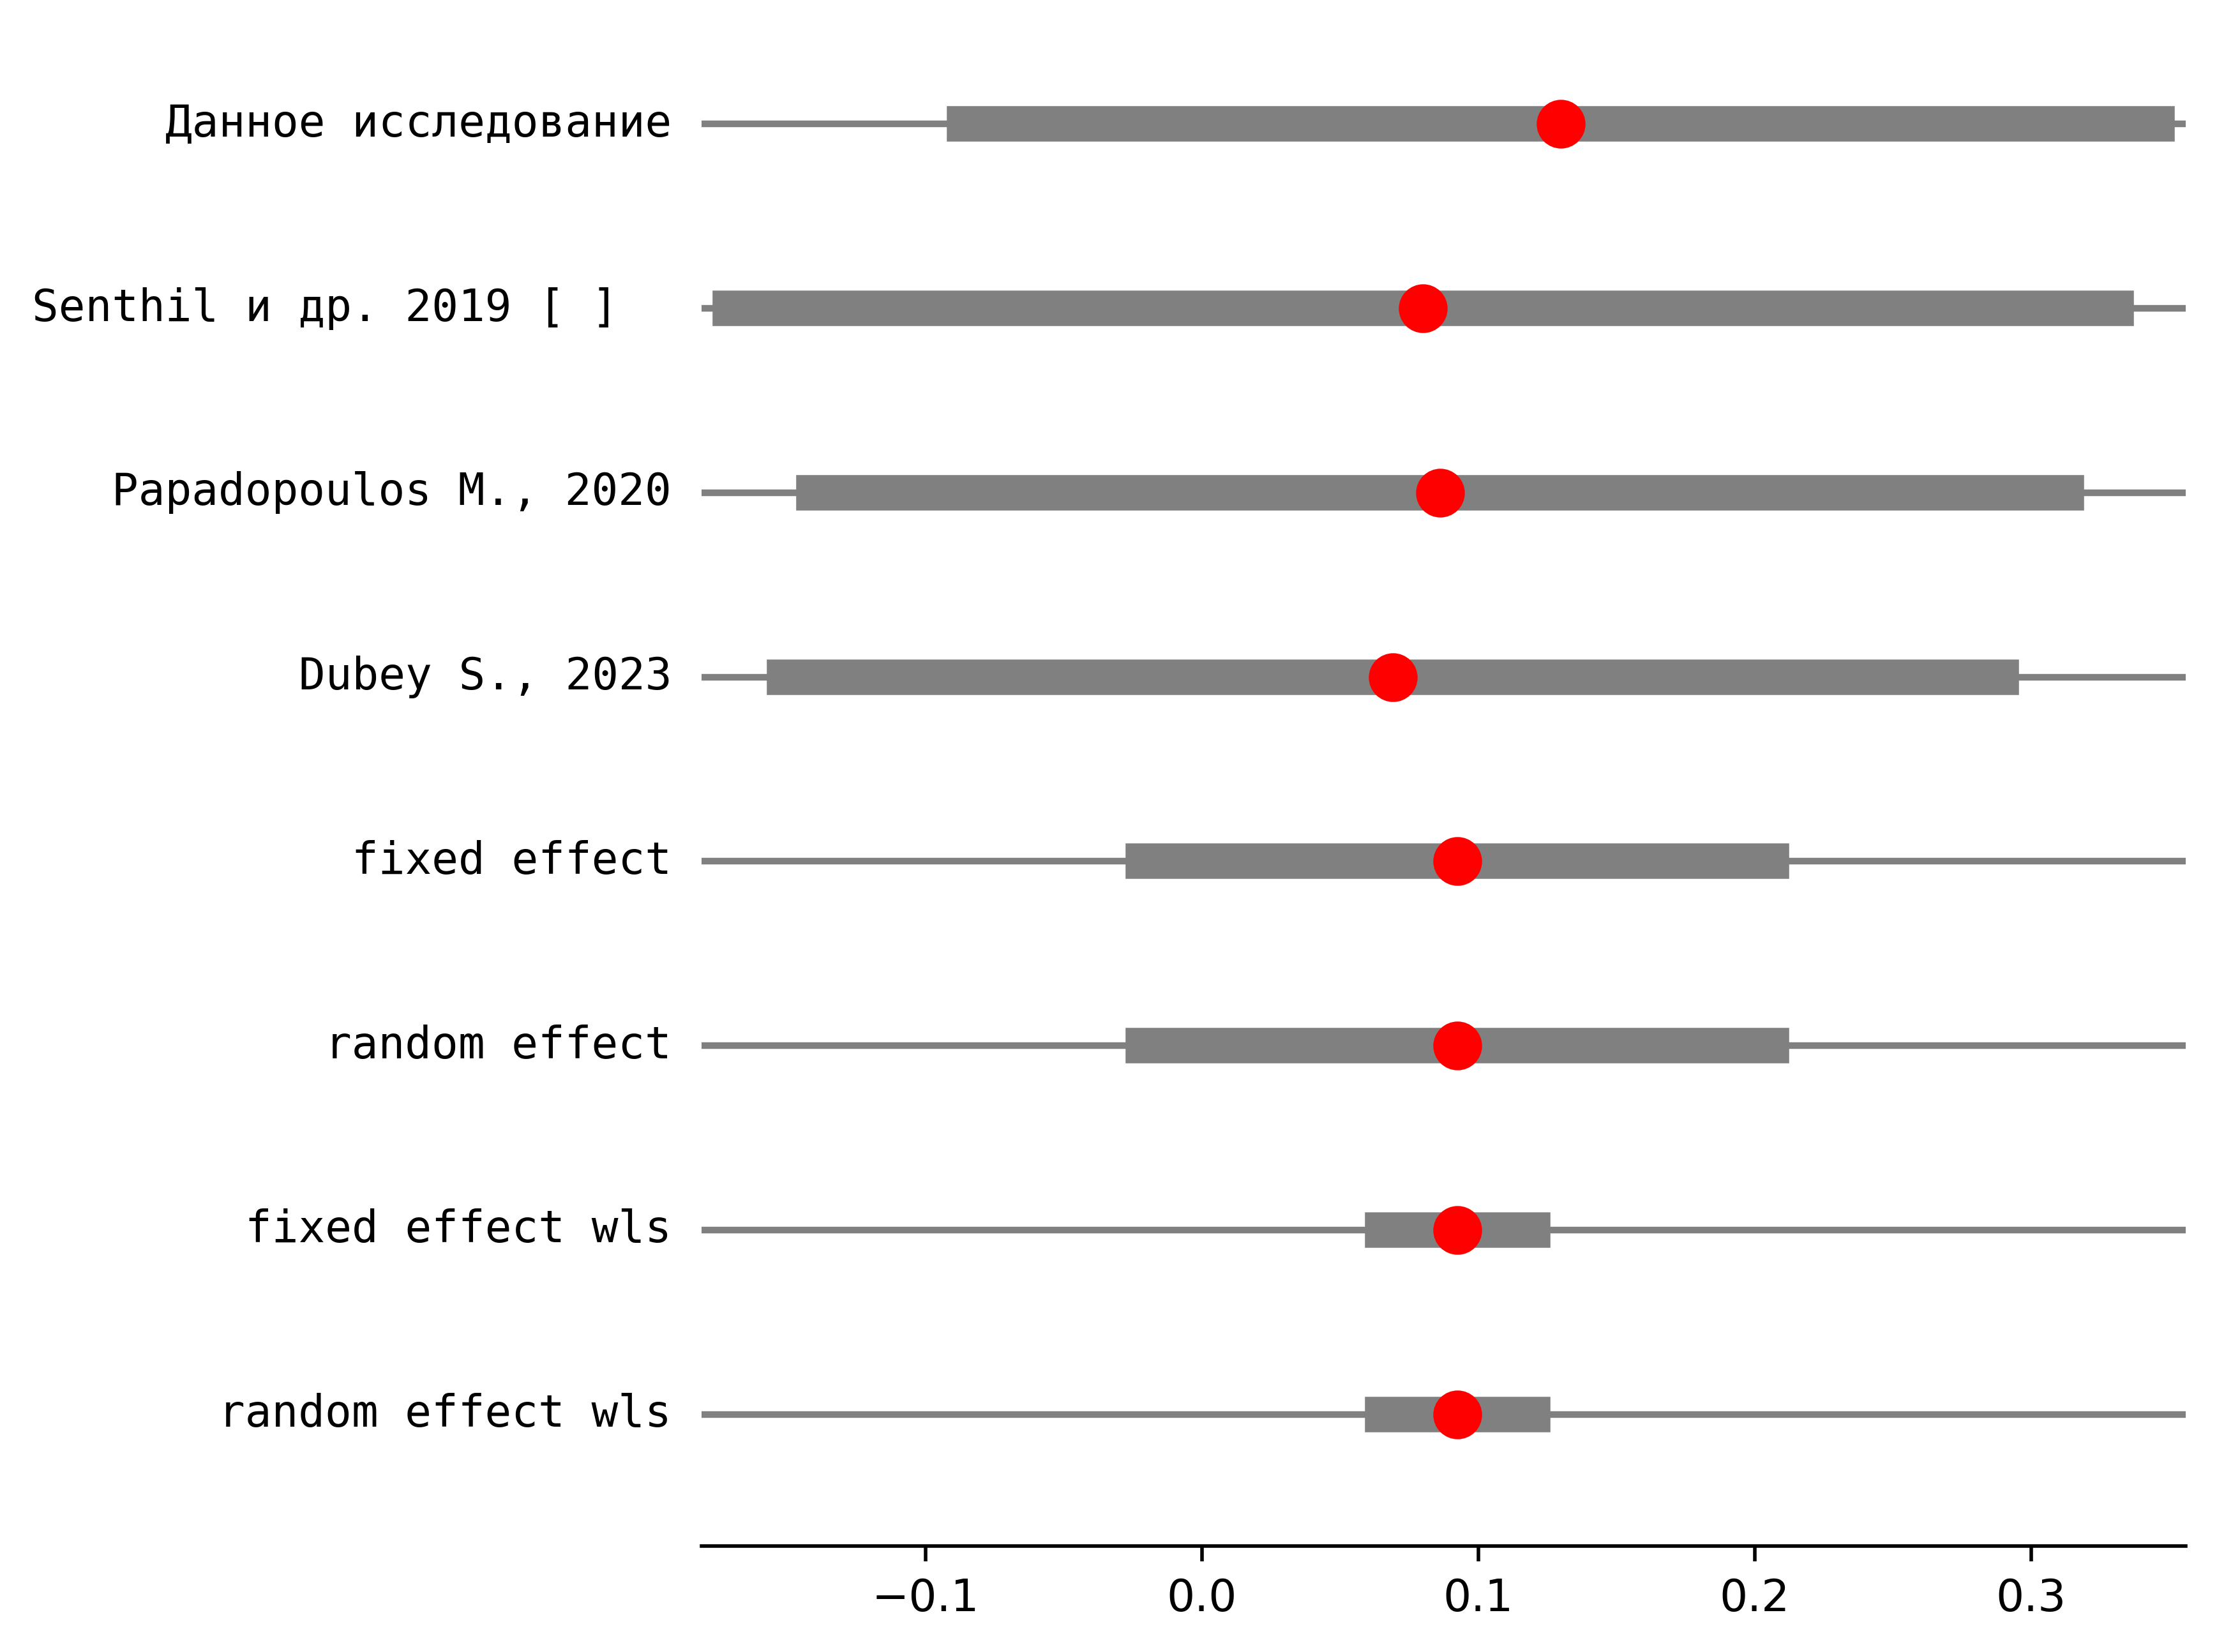 Данное исследование
Senthil и др. 2019 [ ]
Papadopoulos M., 2020
Dubey S., 2023
fixed effect
random effect
fixed effect wls
random effect wls
−0.1 0.0 0.1 0.2 0.3